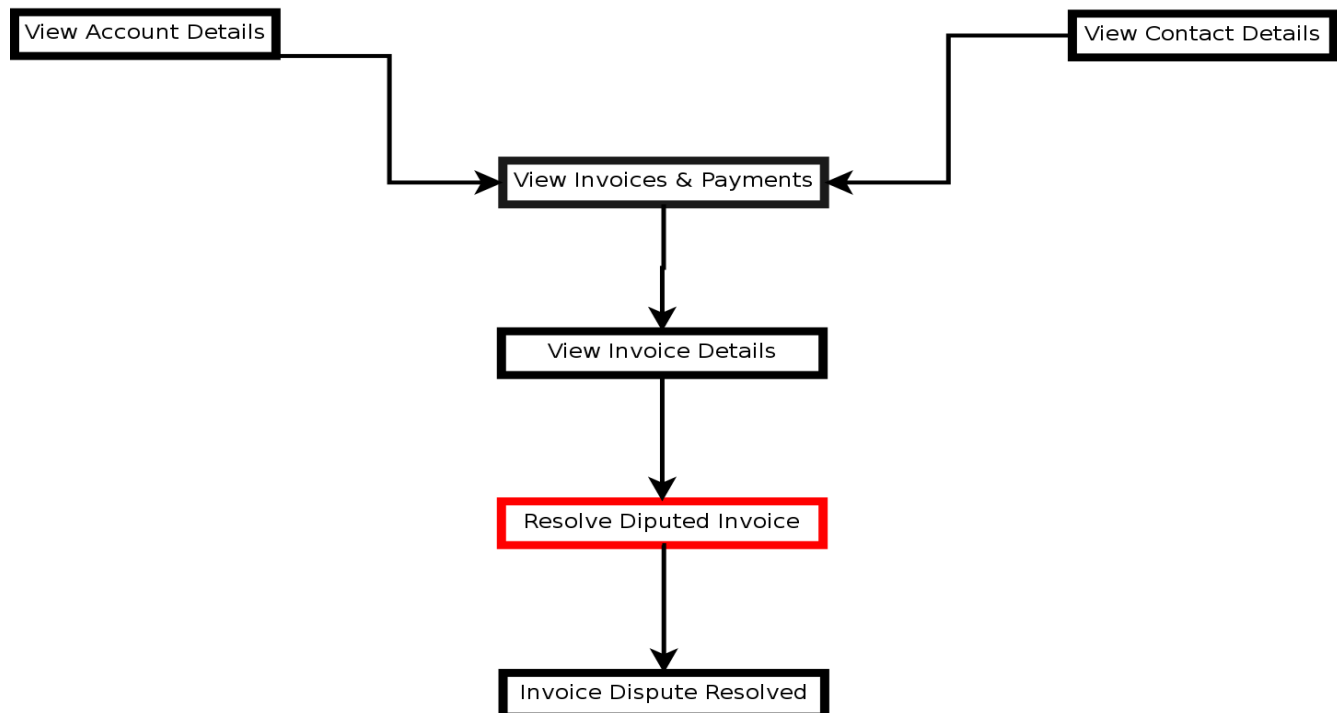 View Account Details
View Contact Details
View Invoices & Payments
View Invoice Details
Resolve Diputed Invoice
Invoice Dispute Resolved